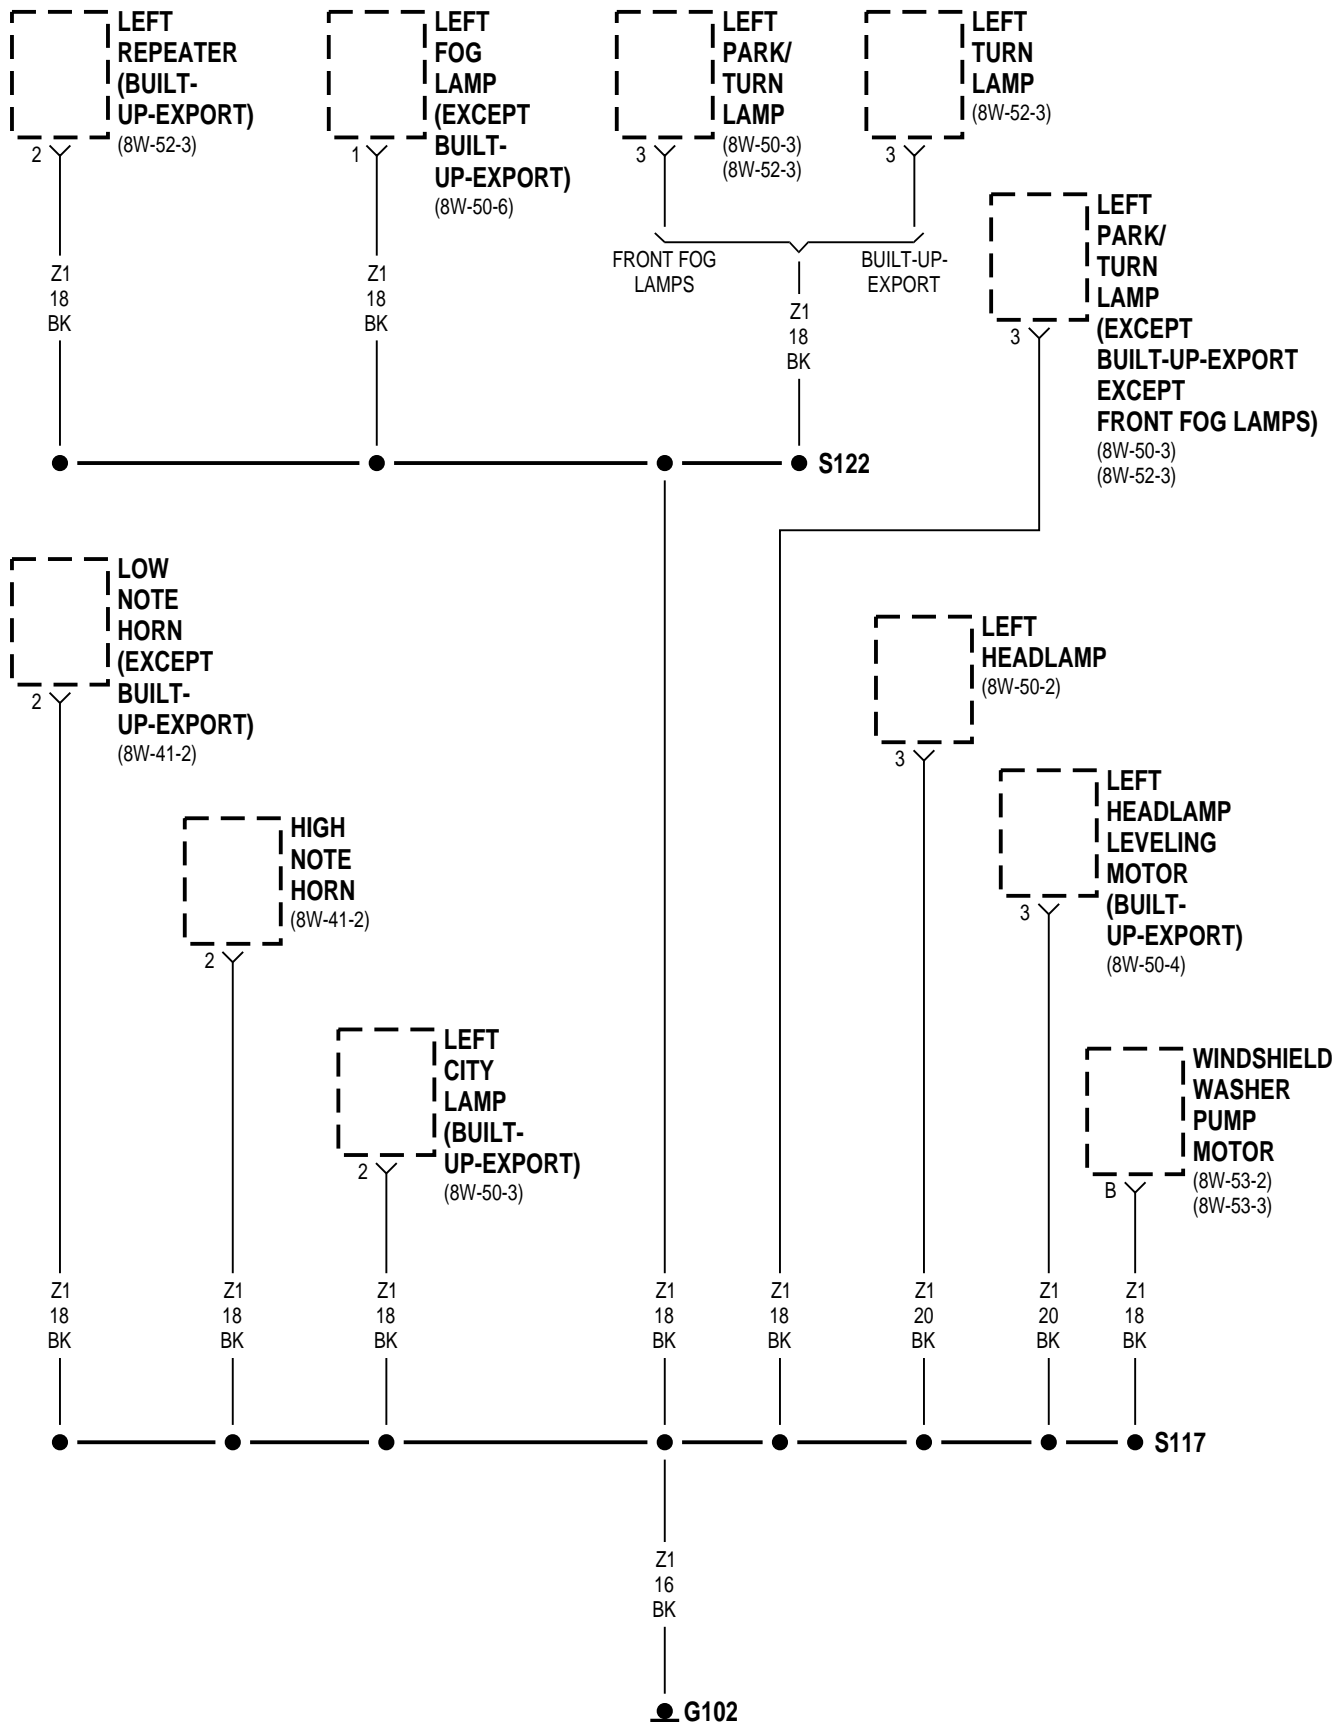 LEFT
REPEATER
(BUILT-
UP-EXPORT)
(8W-52-3)
2
LEFT
FOG
LAMP
(EXCEPT
BUILT-
UP-EXPORT)
(8W-50-6)
1
LEFT
PARK/
TURN
LAMP
(8W-50-3)
(8W-52-3)
3
LEFT
TURN
LAMP
(8W-52-3)
3
LEFT
PARK/
TURN
LAMP
(EXCEPT
BUILT-UP-EXPORT
EXCEPT
FRONT FOG LAMPS)
(8W-50-3)
(8W-52-3)
3
FRONT FOG
LAMPS
BUILT-UP-
EXPORT
Z1
18
BK
Z1
18
BK
Z1
18
BK
S122
LOW
NOTE
HORN
(EXCEPT
BUILT-
UP-EXPORT)
(8W-41-2)
2
LEFT
HEADLAMP
(8W-50-2)
3
LEFT
HEADLAMP
LEVELING
MOTOR
(BUILT-
UP-EXPORT)
(8W-50-4)
3
HIGH
NOTE
HORN
(8W-41-2)
2
LEFT
CITY
LAMP
(BUILT-
UP-EXPORT)
(8W-50-3)
2
WINDSHIELD
WASHER
PUMP
MOTOR
(8W-53-2)
(8W-53-3)
B
Z1
18
BK
Z1
18
BK
Z1
18
BK
Z1
18
BK
Z1
18
BK
Z1
20
BK
Z1
20
BK
Z1
18
BK
S117
Z1
16
BK
G102